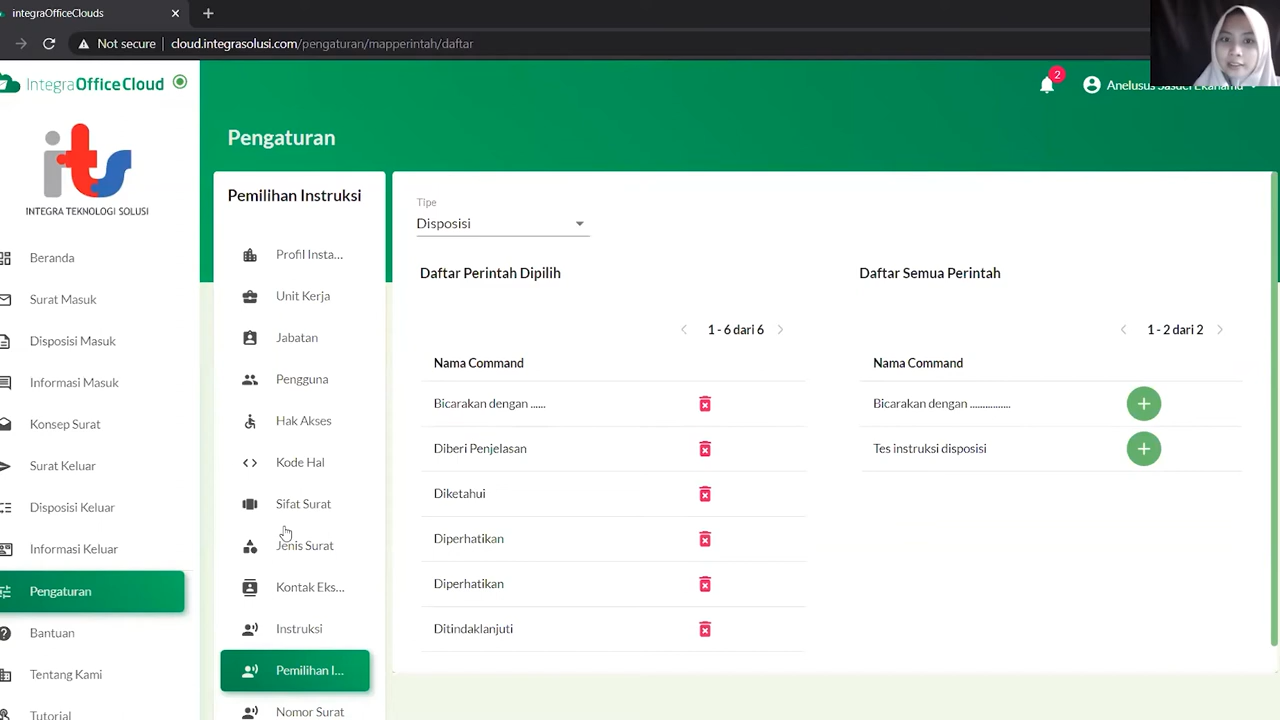 integraOfficeClouds
Not secure
cloud.integrasolusi.com/pengaturan/mapperintah/daftar
IntegraOfficeCloud
2
its
INTEGRA TEKNOLOGI SOLUSI
Beranda
Surat Masuk
Disposisi Masuk
Informasi Masuk
Konsep Surat
Surat Keluar
Disposisi Keluar
Informasi Keluar
Pengaturan
Bantuan
Tentang Kami
Tutorial
Pengaturan
Pemilihan Instruksi
Profil Insta...
Unit Kerja
Jabatan
Pengguna
Hak Akses
Kode Hal
Sifat Surat
Jenis Surat
Kontak Eks...
Instruksi
Pemilihan I...
Nomor Surat
Tipe
Disposisi
Daftar Perintah Dipilih
1 - 6 dari 6
Nama Command
Bicarakan dengan ......
Diberi Penjelasan
Diketahui
Diperhatikan
Diperhatikan
Ditindaklanjuti
Daftar Semua Perintah
1 - 2 dari 2
Nama Command
Bicarakan dengan ................
Tes instruksi disposisi